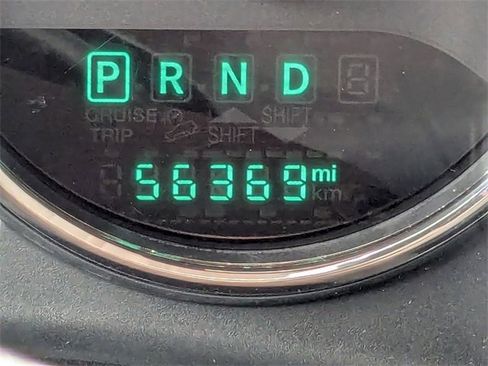 P R N D
CRUISE SHIFT
TRIP SHIFT
56369 mi
km